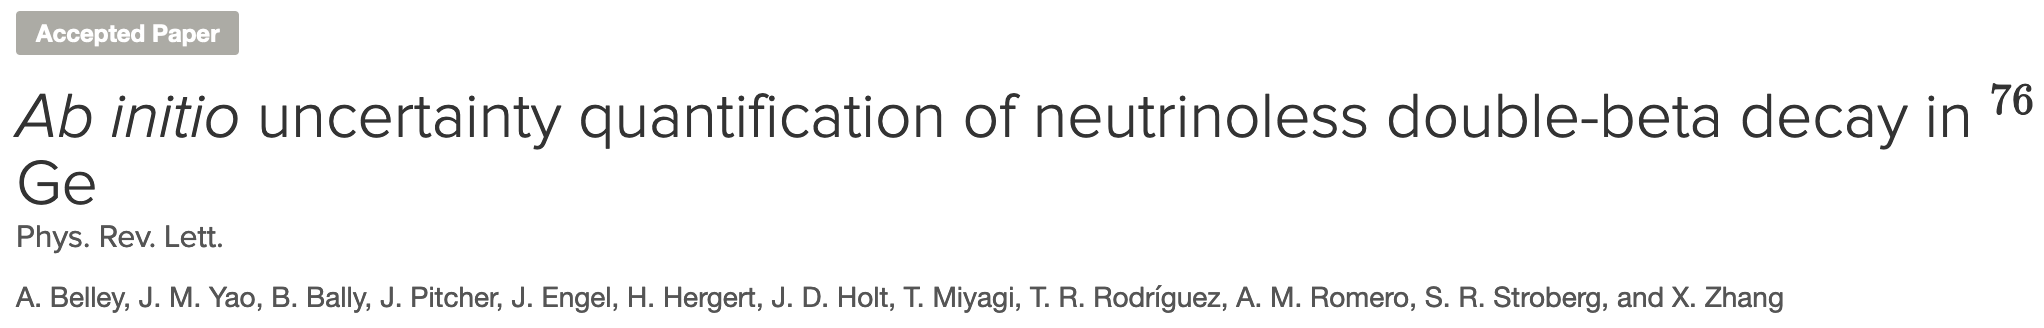 Accepted Paper
Ab initio uncertainty quantification of neutrinoless double-beta decay in 76
Ge
Phys. Rev. Lett.
A. Belley, J. M. Yao, B. Bally, J. Pitcher, J. Engel, H. Hergert, J. D. Holt, T. Miyagi, T. R. Rodríguez, A. M. Romero, S. R. Stroberg, and X. Zhang